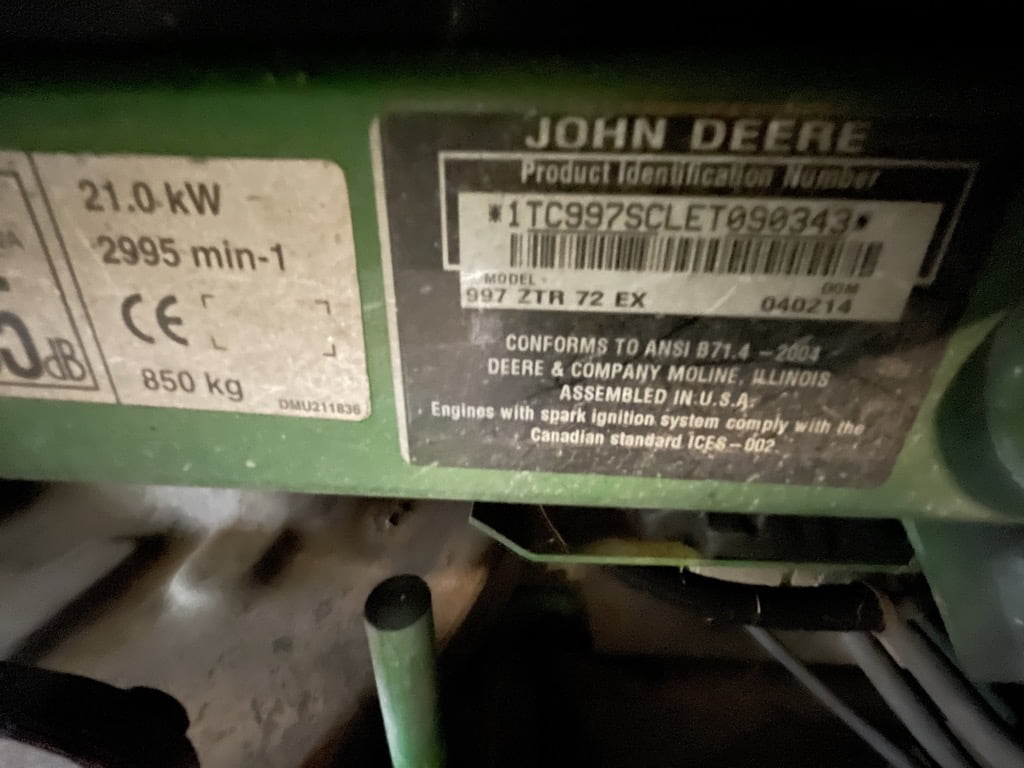 21.0 kW
2995 min-1
CE
850 kg
DMU211836
dB
JOHN DEERE
Product Identification Number
*1TC997SCLET090343*
MODEL
DOM
997 ZTR 72 EX
040214
CONFORMS TO ANSI B71.4 - 2004
DEERE & COMPANY MOLINE, ILLINOIS
ASSEMBLED IN U.S.A.
Engines with spark ignition system comply with the
Canadian standard ICES-002